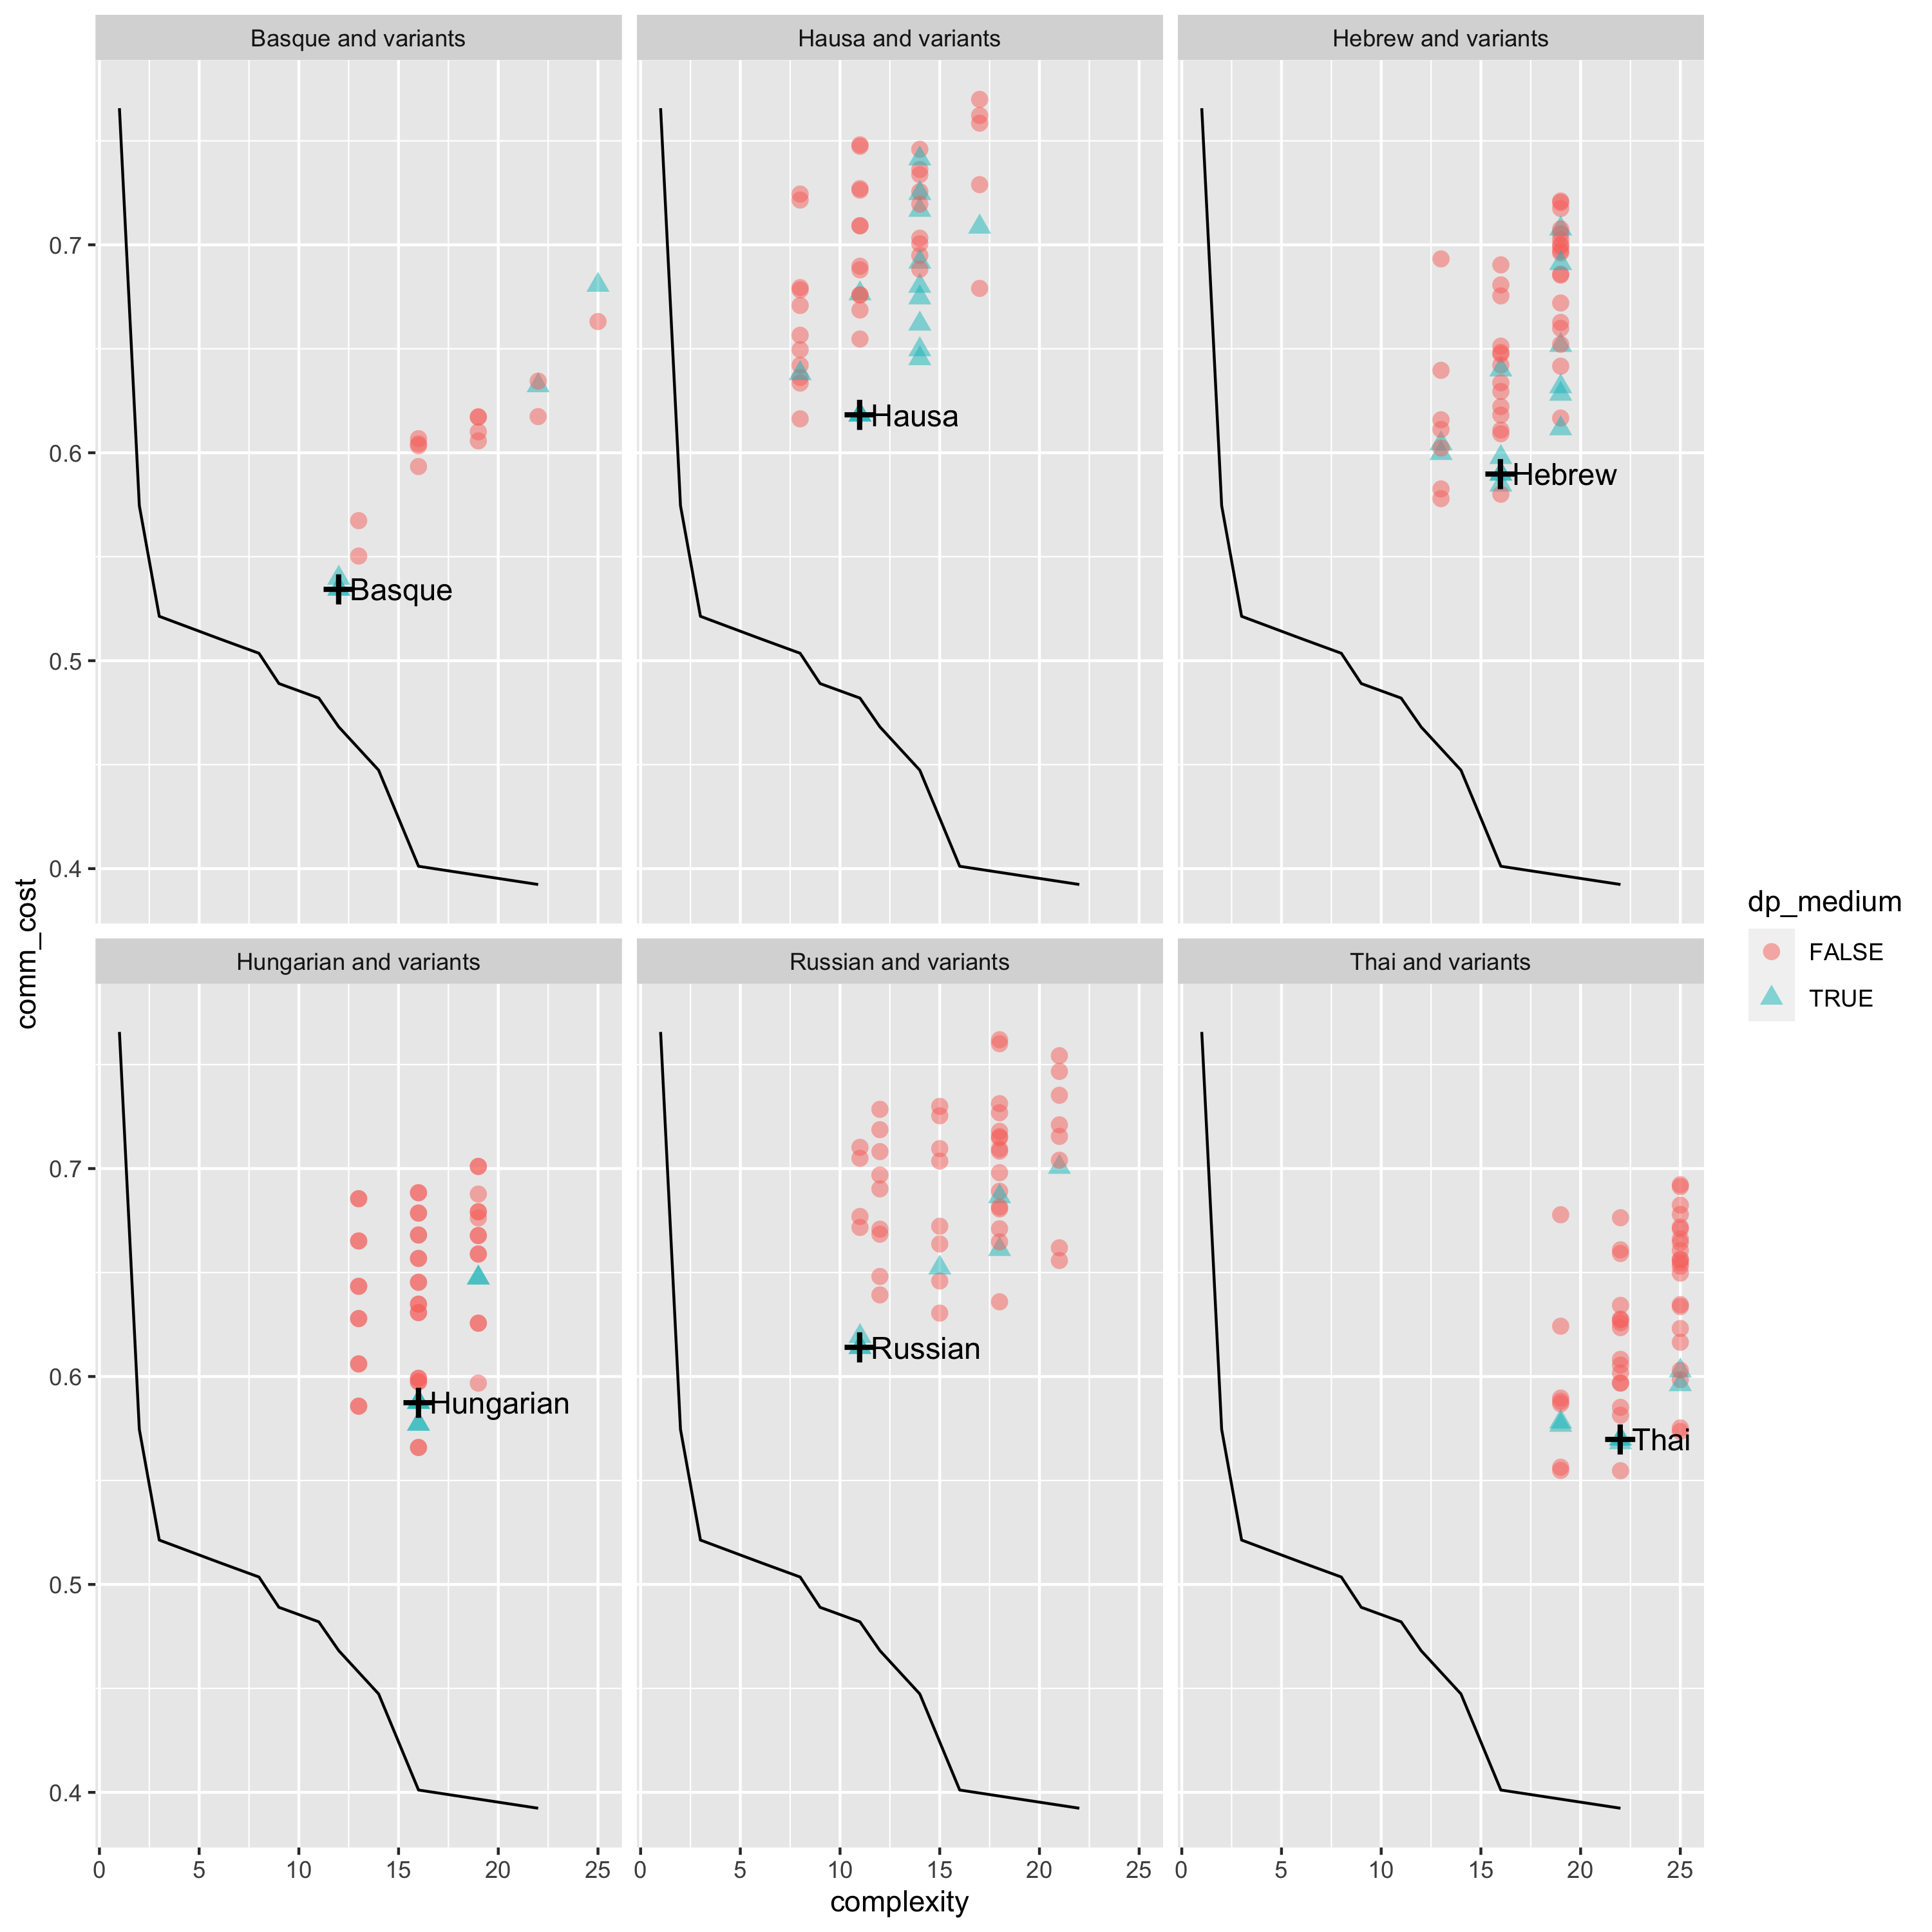 Basque and variants
Hausa and variants
Hebrew and variants
0.7
0.6
0.5
0.4
Basque
Hausa
Hebrew
comm_cost
dp_medium
FALSE
TRUE
Hungarian and variants
Russian and variants
Thai and variants
0.7
0.6
0.5
0.4
Hungarian
Russian
Thai
0 5 10 15 20 25
0 5 10 15 20 25
0 5 10 15 20 25
complexity